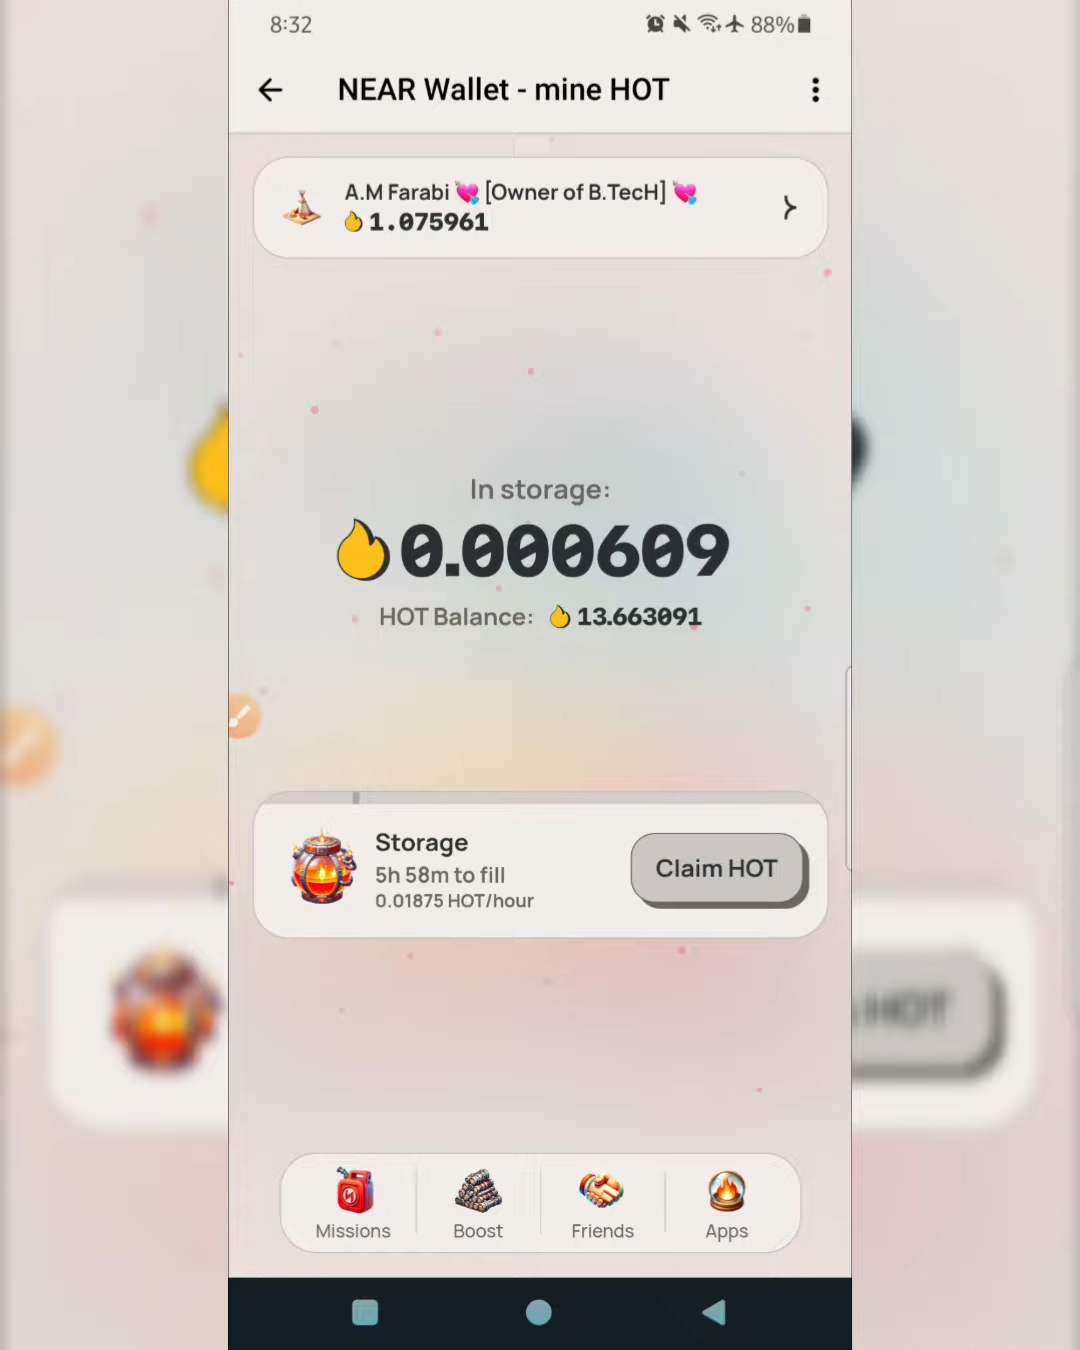 8:32
88%
NEAR Wallet - mine HOT
A.M Farabi 💘 [Owner of B.TecH] 💘
1.075961
In storage:
0.000609
HOT Balance: 13.663091
Storage
5h 58m to fill
0.01875 HOT/hour
Claim HOT
HOT
Missions
Boost
Friends
Apps